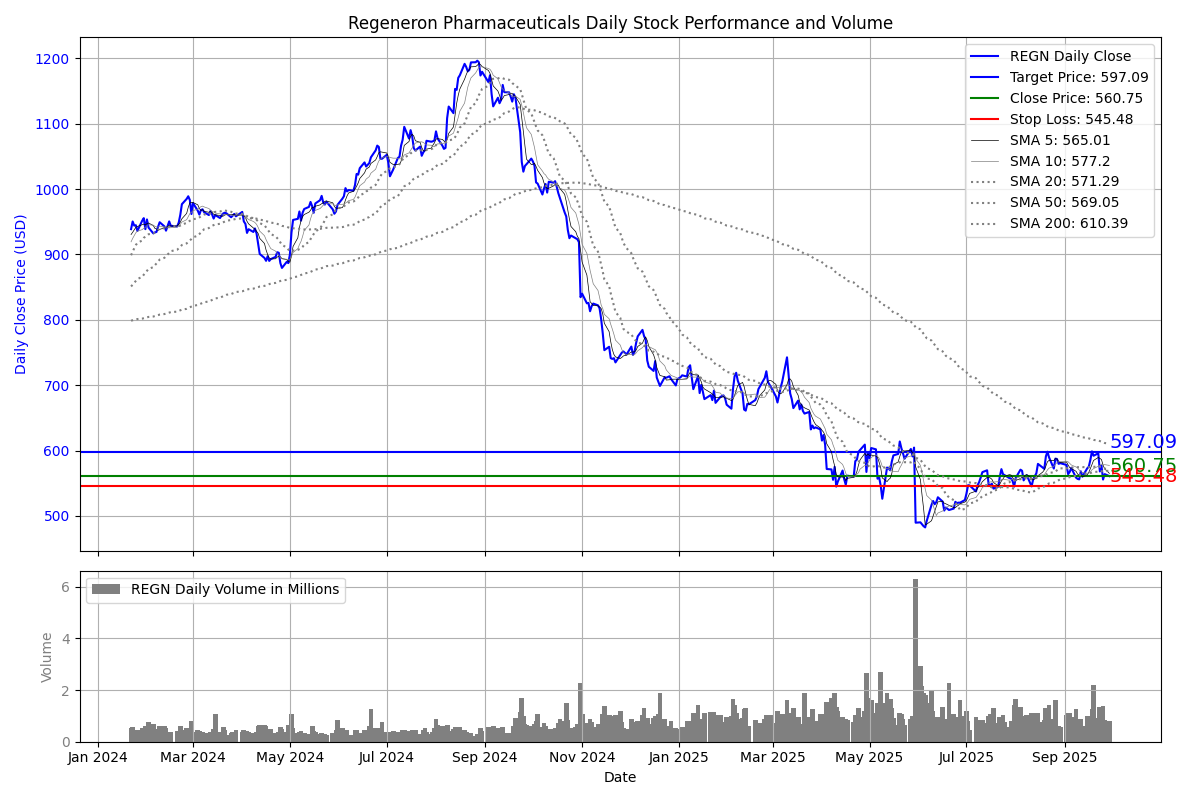 Regeneron Pharmaceuticals Daily Stock Performance and Volume
Daily Close Price (USD)
1200
1100
1000
900
800
700
600
500
REGN Daily Close
Target Price: 597.09
Close Price: 560.75
Stop Loss: 545.48
SMA 5: 565.01
SMA 10: 577.2
SMA 20: 571.29
SMA 50: 569.05
SMA 200: 610.39
597.09
560.75
545.48
REGN Daily Volume in Millions
Volume
6
4
2
0
Jan 2024 Mar 2024 May 2024 Jul 2024 Sep 2024 Nov 2024 Jan 2025 Mar 2025 May 2025 Jul 2025 Sep 2025
Date